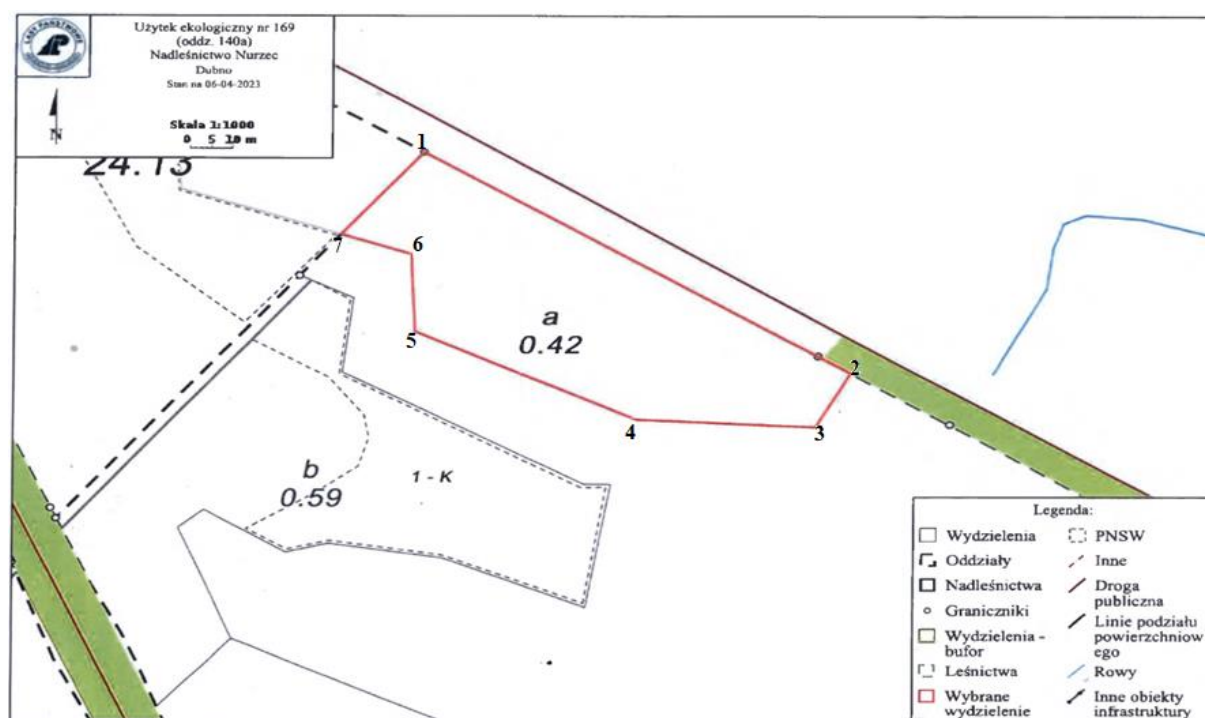 LASY PAŃSTWOWE
Użytek ekologiczny nr 169
(oddz. 140a)
Nadleśnictwo Nurzec
Dubno
Stan na 06-04-2023
N
Skala 1:1000
0 5 10 m
24.13
1
7
6
a
0.42
5
2
4
3
b
0.59
1 - K
Legenda:
Wydzielenia
Oddziały
Nadleśnictwa
Graniczniki
Wydzielenia -
bufor
Leśnictwa
Wybrane
wydzielenie
PNSW
Inne
Droga
publiczna
Linie podziału
powierzchniow
ego
Rowy
Inne obiekty
infrastruktury